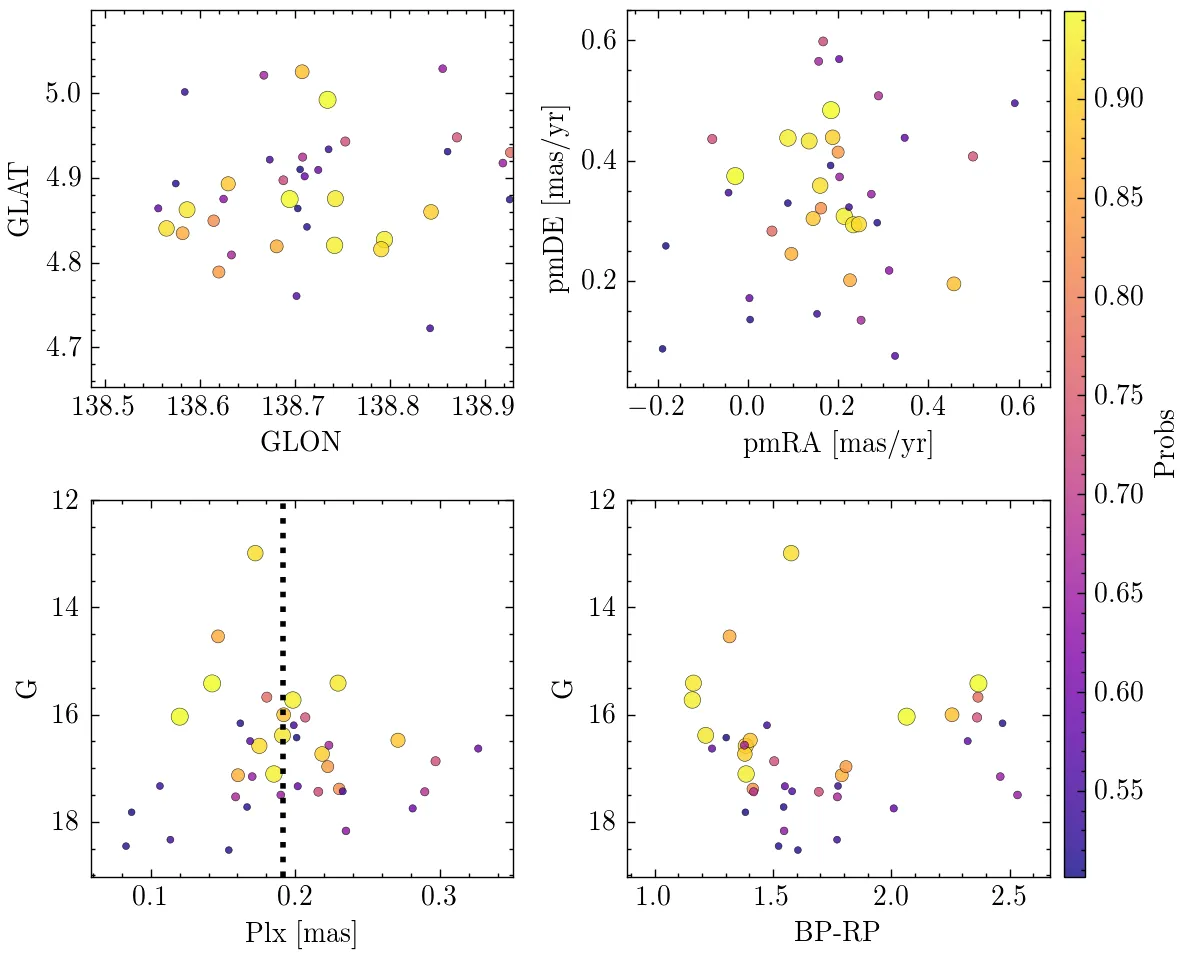 5.0
4.9
4.8
4.7
GLAT
138.5 138.6 138.7 138.8 138.9
GLON
0.6
0.4
0.2
pmDE [mas/yr]
−0.2 0.0 0.2 0.4 0.6
pmRA [mas/yr]
12
14
16
18
G
0.1 0.2 0.3
Plx [mas]
12
14
16
18
G
1.0 1.5 2.0 2.5
BP-RP
0.90
0.85
0.80
0.75
0.70
0.65
0.60
0.55
Probs